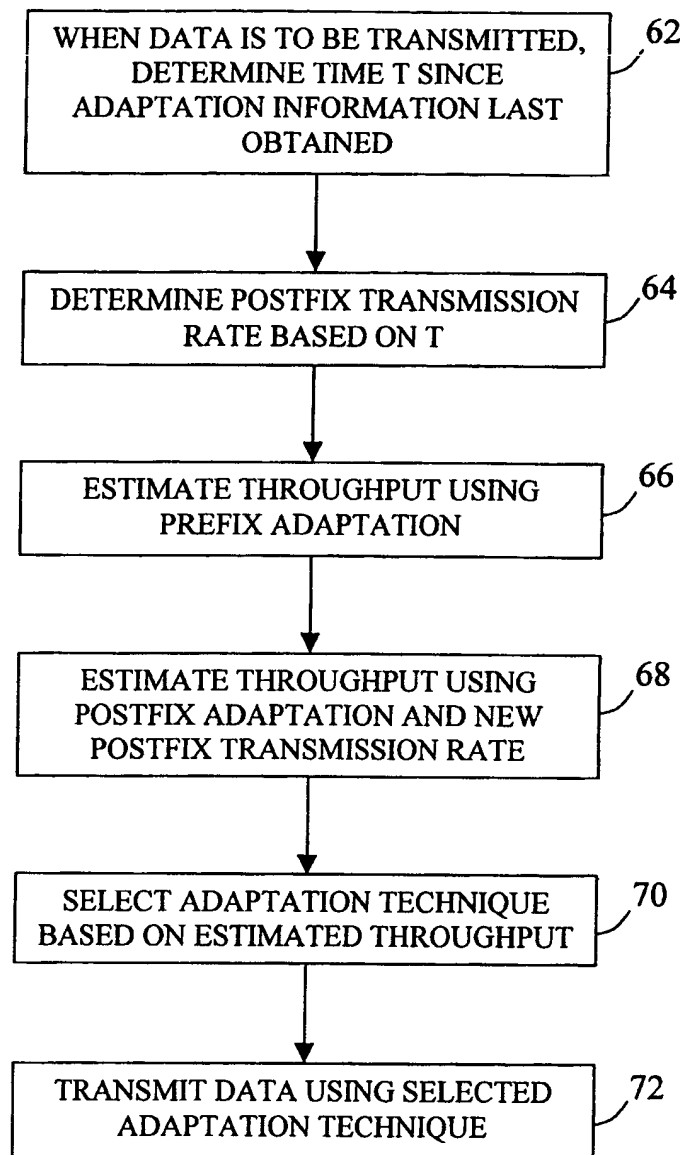 WHEN DATA IS TO BE TRANSMITTED,
DETERMINE TIME T SINCE
ADAPTATION INFORMATION LAST
OBTAINED
62
DETERMINE POSTFIX TRANSMISSION
RATE BASED ON T
64
ESTIMATE THROUGHPUT USING
PREFIX ADAPTATION
66
ESTIMATE THROUGHPUT USING
POSTFIX ADAPTATION AND NEW
POSTFIX TRANSMISSION RATE
68
SELECT ADAPTATION TECHNIQUE
BASED ON ESTIMATED THROUGHPUT
70
TRANSMIT DATA USING SELECTED
ADAPTATION TECHNIQUE
72